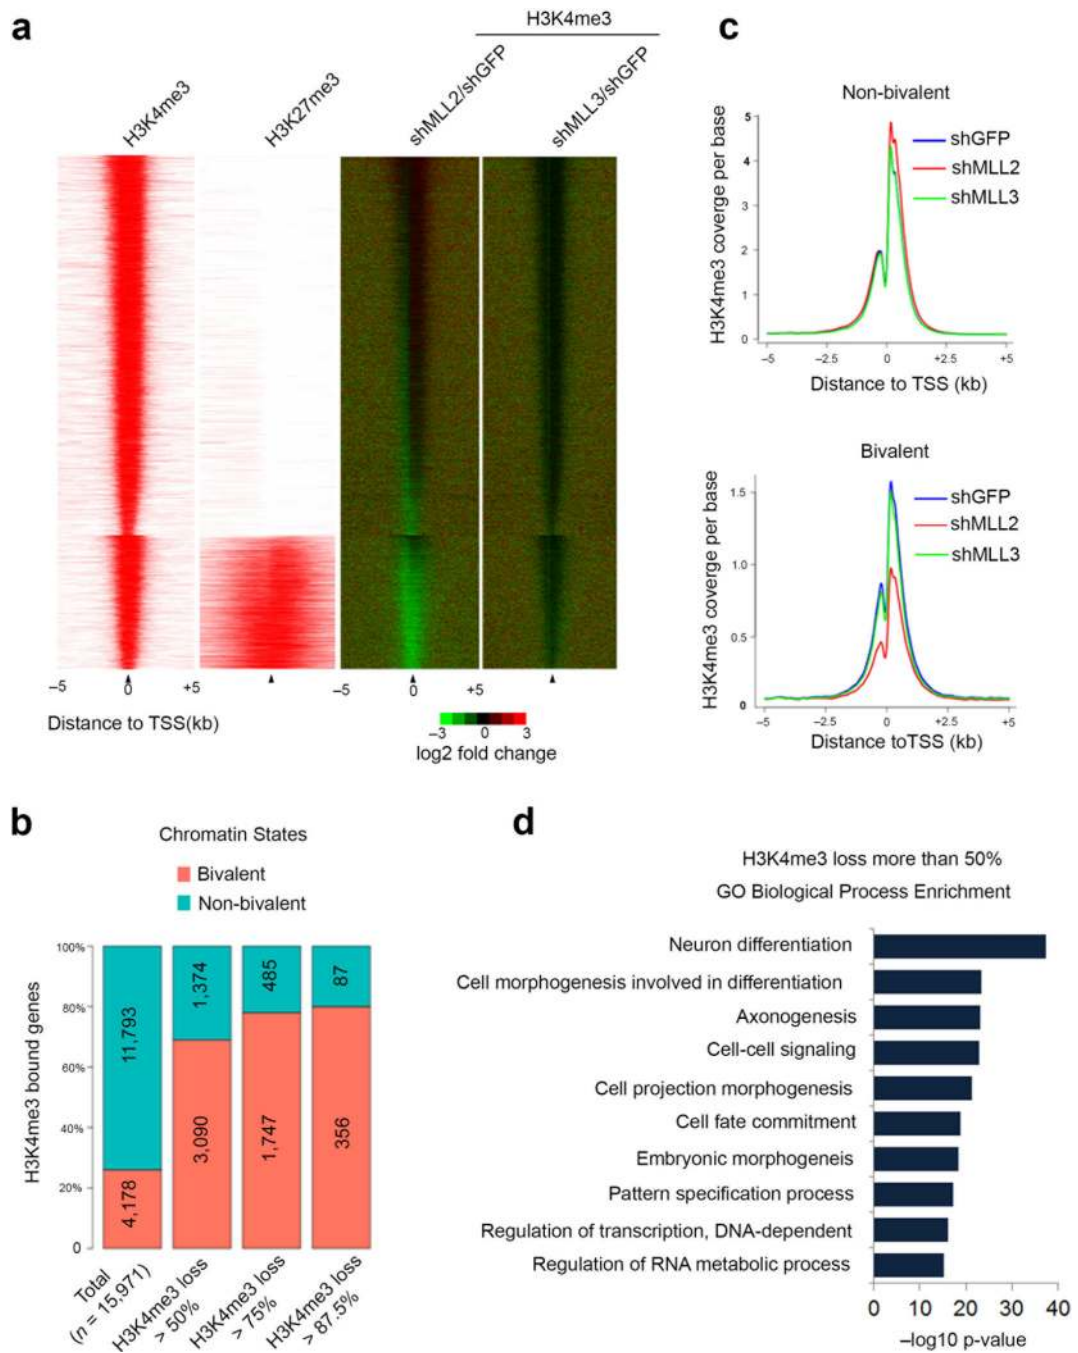 a
H3K4me3
H3K4me3
H3K27me3
shMLL2/shGFP
shMLL3/shGFP
–5
0
+5
–5
0
+5
Distance to TSS(kb)
–3
0
3
log2 fold change
c
Non-bivalent
5
4
3
2
1
0
H3K4me3 coverge per base
shGFP
shMLL2
shMLL3
–5
–2.5
0
+2.5
+5
Distance to TSS (kb)
Bivalent
1.5
1.0
0.5
0
H3K4me3 coverge per base
shGFP
shMLL2
shMLL3
–5
–2.5
0
+2.5
+5
Distance toTSS (kb)
b
Chromatin States
Bivalent
Non-bivalent
H3K4me3 bound genes
100%
80%
60%
40%
20%
0
11,793
4,178
1,374
3,090
485
1,747
87
356
Total
(n = 15,971)
H3K4me3 loss
> 50%
H3K4me3 loss
> 75%
H3K4me3 loss
> 87.5%
d
H3K4me3 loss more than 50%
GO Biological Process Enrichment
Neuron differentiation
Cell morphogenesis involved in differentiation
Axonogenesis
Cell-cell signaling
Cell projection morphogenesis
Cell fate commitment
Embryonic morphogeneis
Pattern specification process
Regulation of transcription, DNA-dependent
Regulation of RNA metabolic process
0 10 20 30 40
–log10 p-value